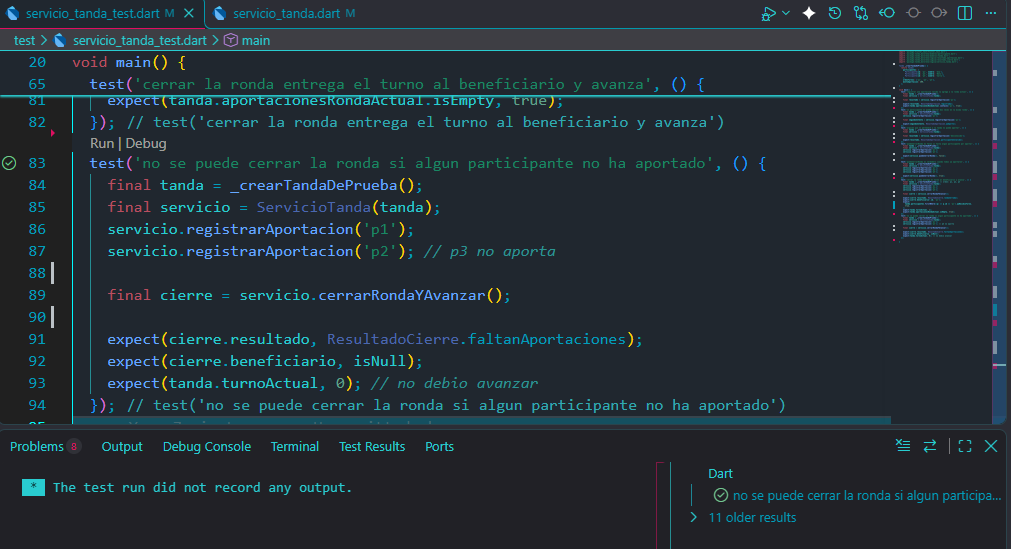 servicio_tanda_test.dart M
servicio_tanda.dart M
test > servicio_tanda_test.dart > main
20 void main() {
65 test('cerrar la ronda entrega el turno al beneficiario y avanza', () {
81 expect(tanda.aportacionesRondaActual.isEmpty, true);
82 }); // test('cerrar la ronda entrega el turno al beneficiario y avanza')
Run | Debug
83 test('no se puede cerrar la ronda si algun participante no ha aportado', () {
84 final tanda = _crearTandaDePrueba();
85 final servicio = ServicioTanda(tanda);
86 servicio.registrarAportacion('p1');
87 servicio.registrarAportacion('p2'); // p3 no aporta
88
89 final cierre = servicio.cerrarRondaYAvanzar();
90
91 expect(cierre.resultado, ResultadoCierre.faltanAportaciones);
92 expect(cierre.beneficiario, isNull);
93 expect(tanda.turnoActual, 0); // no debio avanzar
94 }); // test('no se puede cerrar la ronda si algun participante no ha aportado')
Problems 8 Output Debug Console Terminal Test Results Ports
* The test run did not record any output.
Dart
no se puede cerrar la ronda si algun participa...
> 11 older results